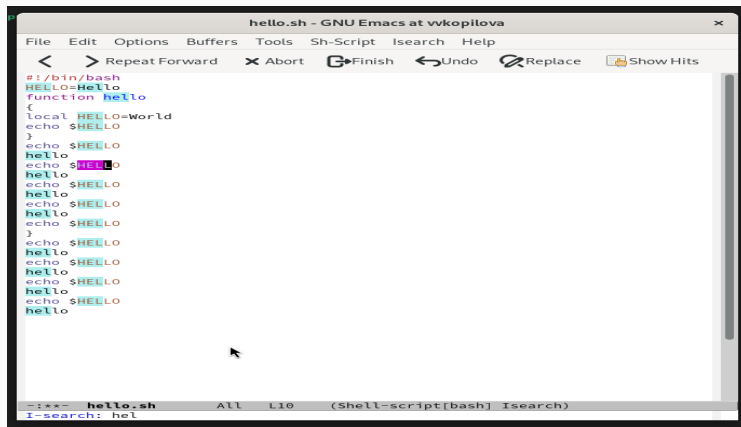 hello.sh - GNU Emacs at vvkopilova ×
File Edit Options Buffers Tools Sh-Script Isearch Help
Repeat Forward Abort Finish Undo Replace Show Hits
#!/bin/bash
HELLO=Hello
function hello
{
local HELLO=World
echo $HELLO
}
echo $HELLO
hello
echo $HELLO
hello
echo $HELLO
hello
echo $HELLO
hello
echo $HELLO
}
echo $HELLO
hello
echo $HELLO
hello
echo $HELLO
hello
echo $HELLO
hello
-:**- hello.sh All L10 (Shell-script[bash] Isearch)
I-search: hel